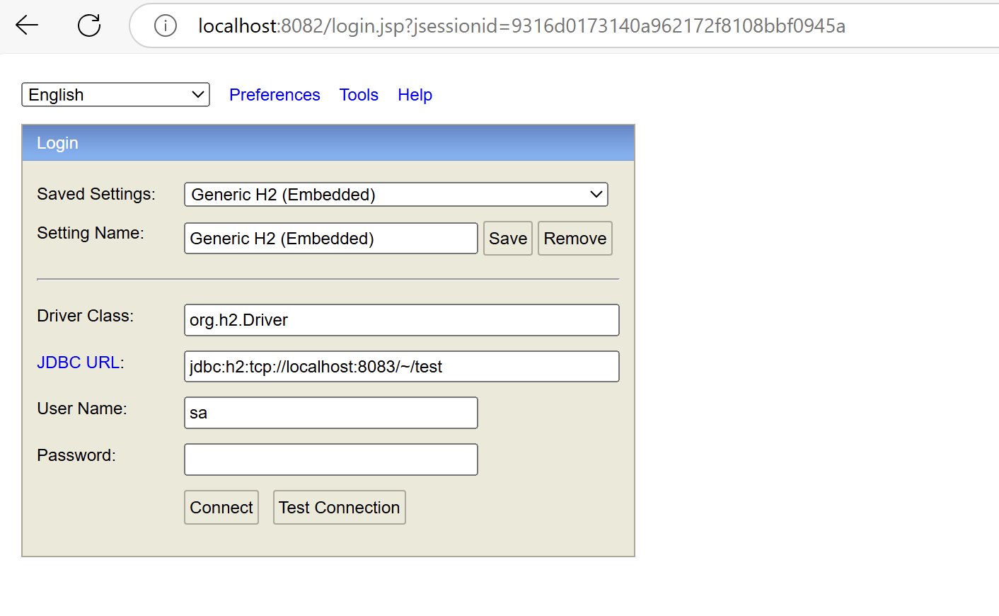 localhost:8082/login.jsp?jsessionid=9316d0173140a962172f8108bbf0945a
English Preferences Tools Help
Login
Saved Settings: Generic H2 (Embedded)
Setting Name: Generic H2 (Embedded) Save Remove
Driver Class: org.h2.Driver
JDBC URL: jdbc:h2:tcp://localhost:8083/~/test
User Name: sa
Password:
Connect Test Connection